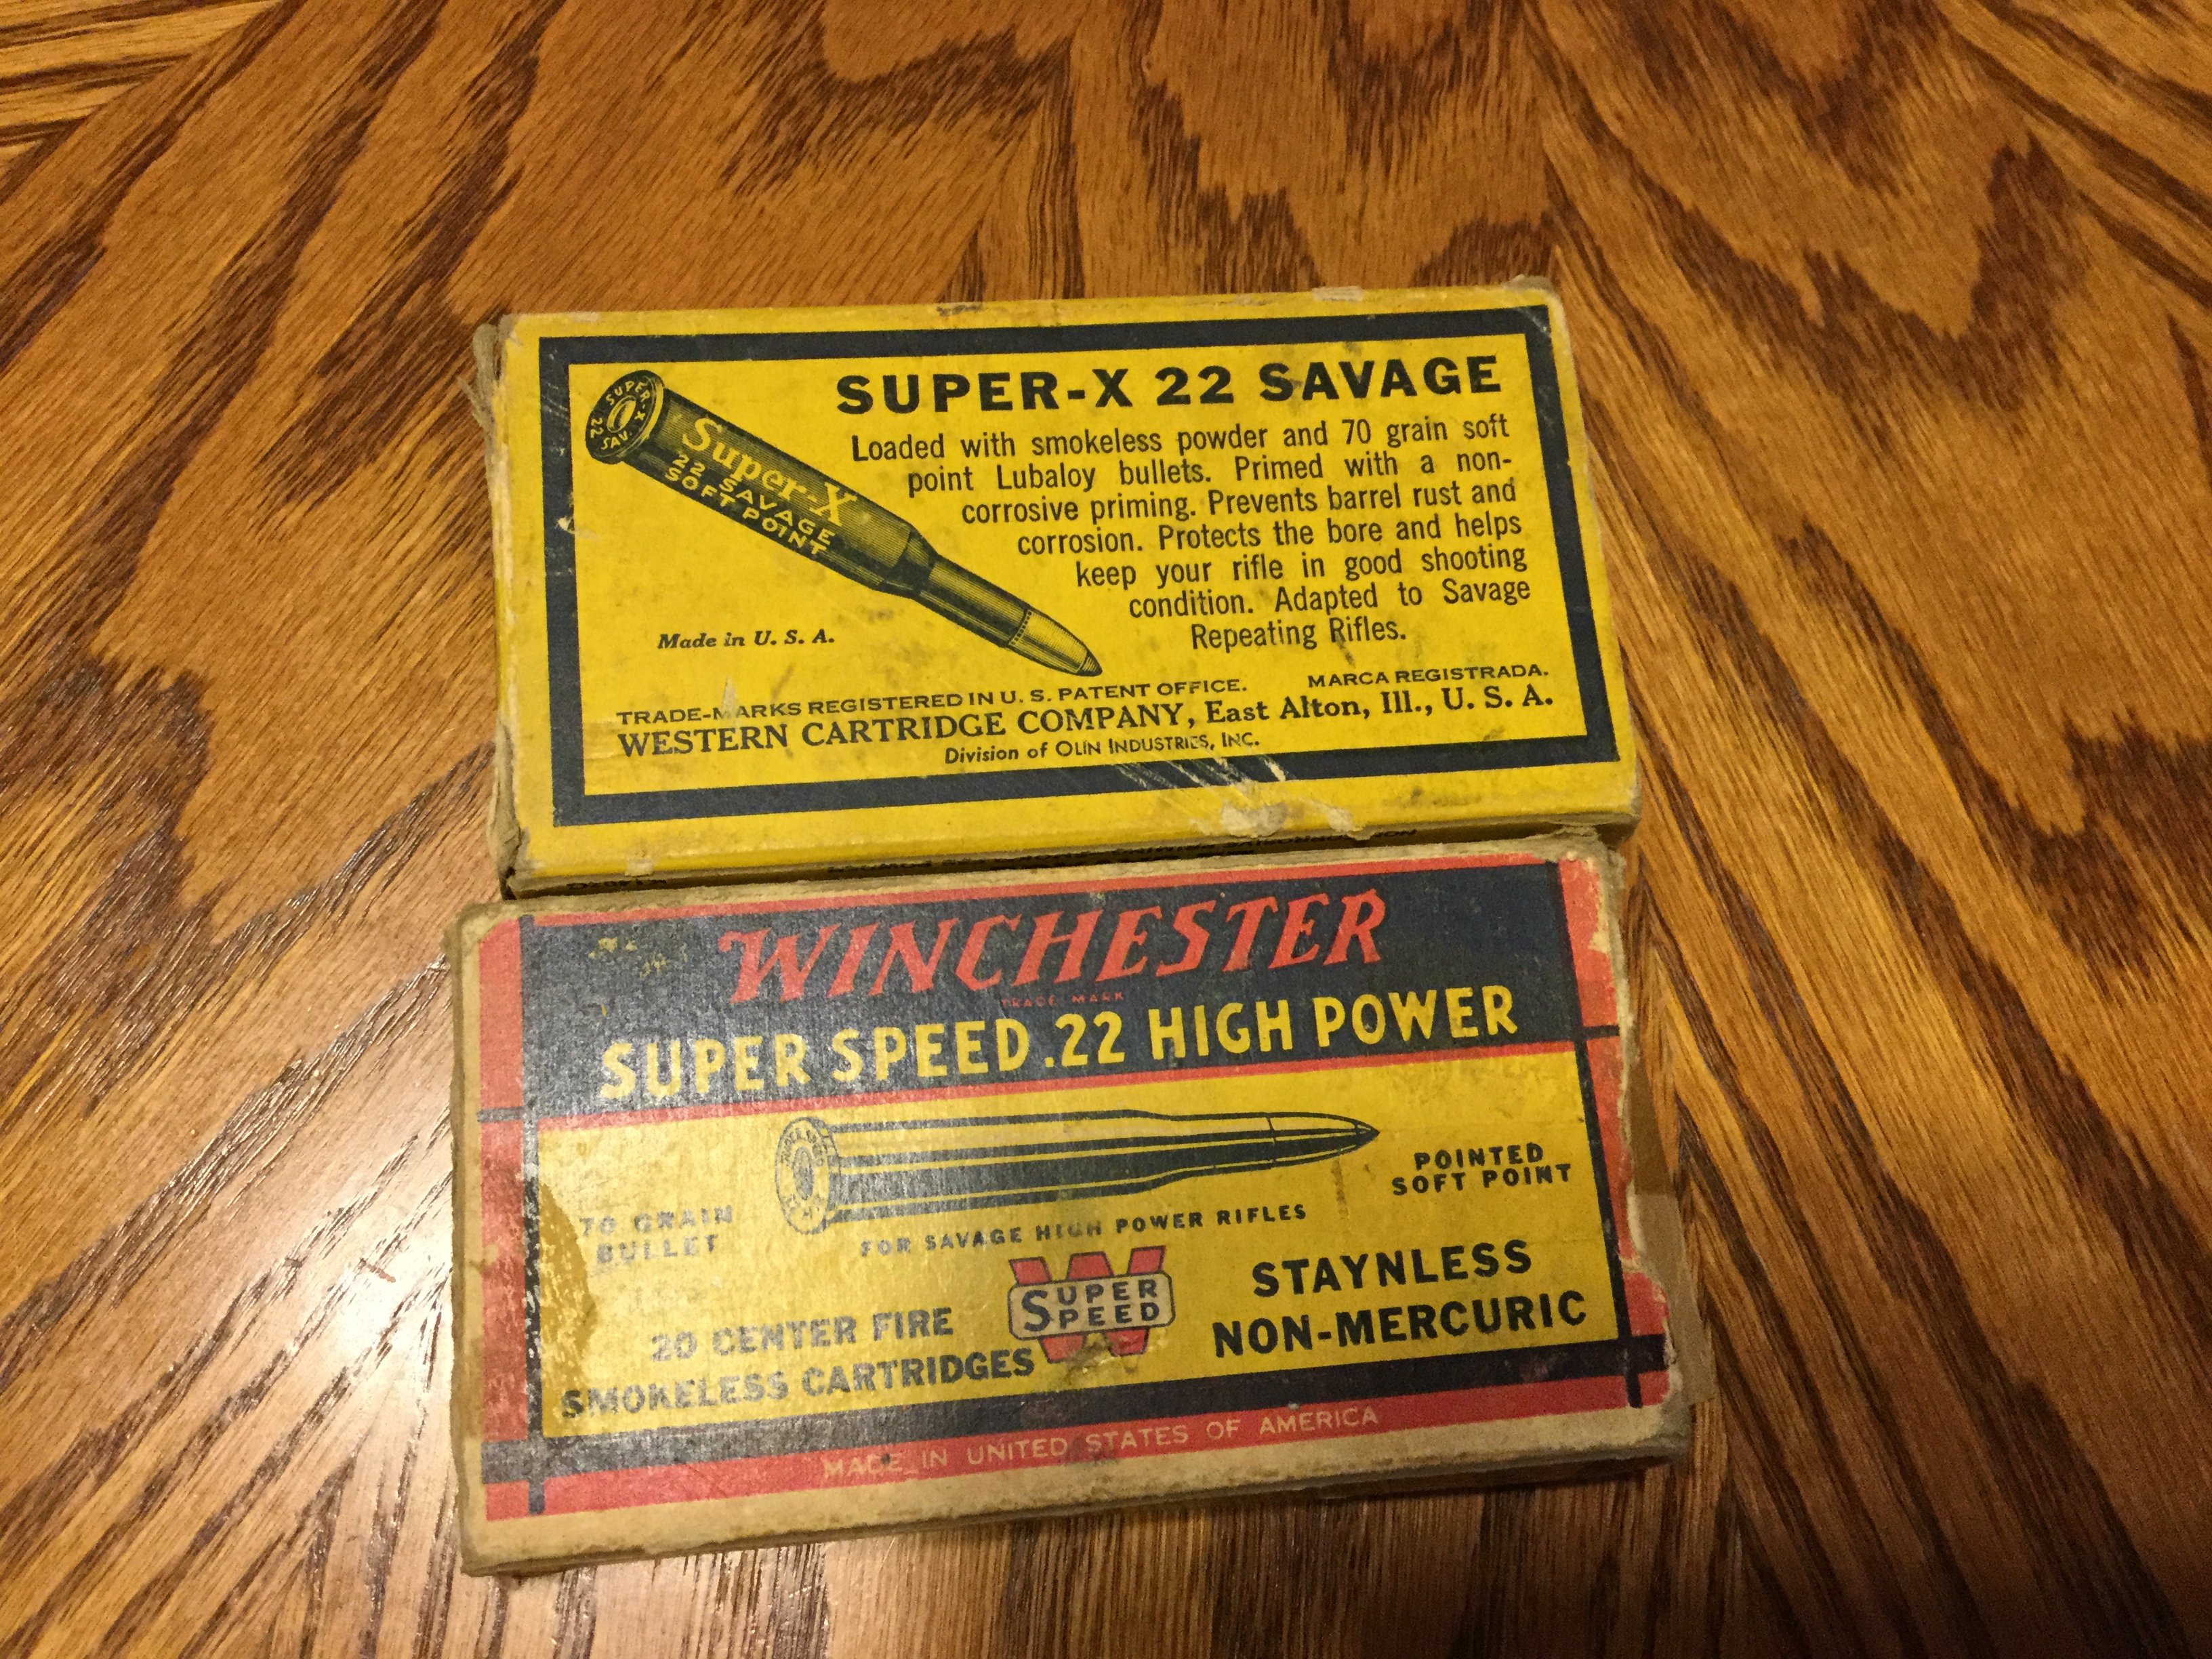 SUPER-X 22 SAVAGE
Loaded with smokeless powder and 70 grain soft
point Lubaloy bullets. Primed with a non-
corrosive priming. Prevents barrel rust and
corrosion. Protects the bore and helps
keep your rifle in good shooting
condition. Adapted to Savage
Repeating Rifles.
SUPER-X
22 SAV.
Super-X
22 SAVAGE
SOFT POINT
Made in U. S. A.
TRADE-MARKS REGISTERED IN U. S. PATENT OFFICE. MARCA REGISTRADA.
WESTERN CARTRIDGE COMPANY, East Alton, Ill., U. S. A.
Division of OLIN INDUSTRIES, INC.
WINCHESTER
TRADE MARK
SUPER SPEED .22 HIGH POWER
POINTED
SOFT POINT
70 GRAIN
BULLET
FOR SAVAGE HIGH POWER RIFLES
SUPER
SPEED
STAYNLESS
NON-MERCURIC
20 CENTER FIRE
SMOKELESS CARTRIDGES
MADE IN UNITED STATES OF AMERICA